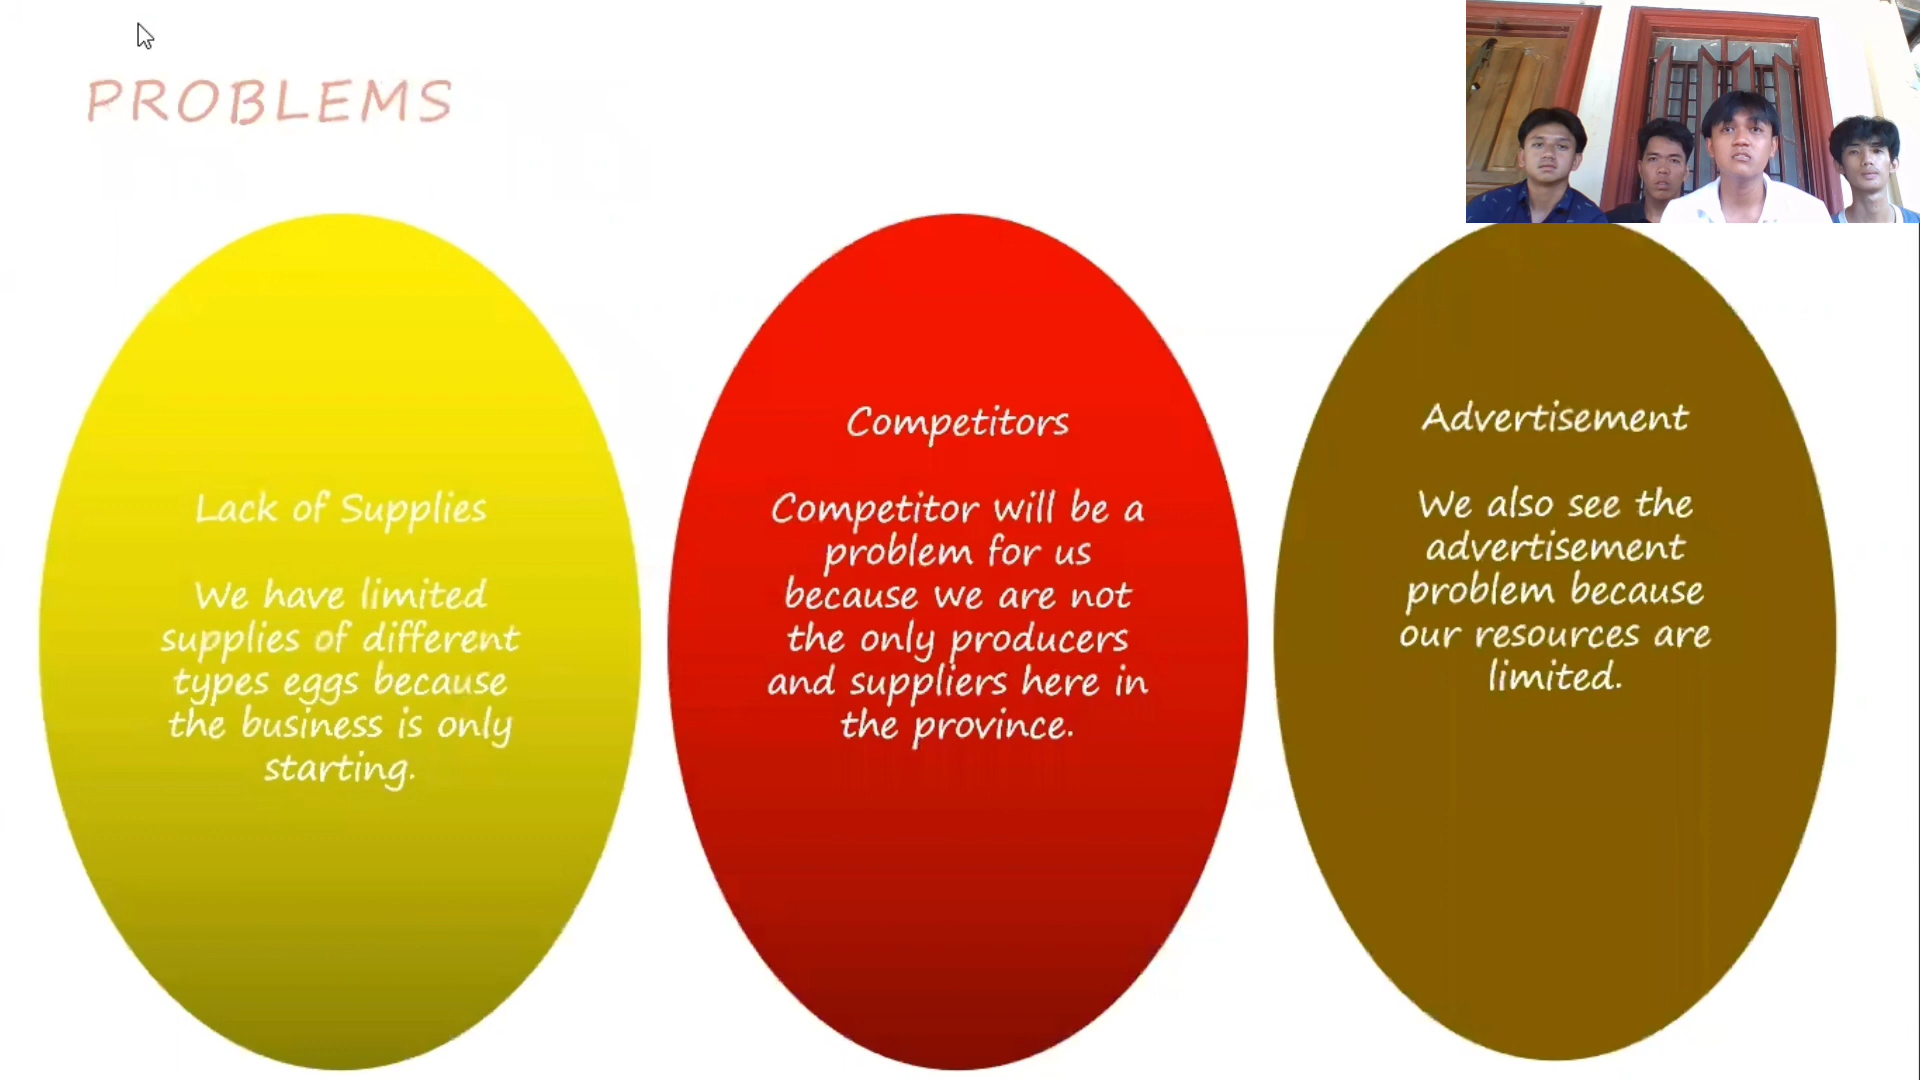 PROBLEMS
Lack of Supplies
We have limited
supplies of different
types eggs because
the business is only
starting.
Competitors
Competitor will be a
problem for us
because we are not
the only producers
and suppliers here in
the province.
Advertisement
We also see the
advertisement
problem because
our resources are
limited.